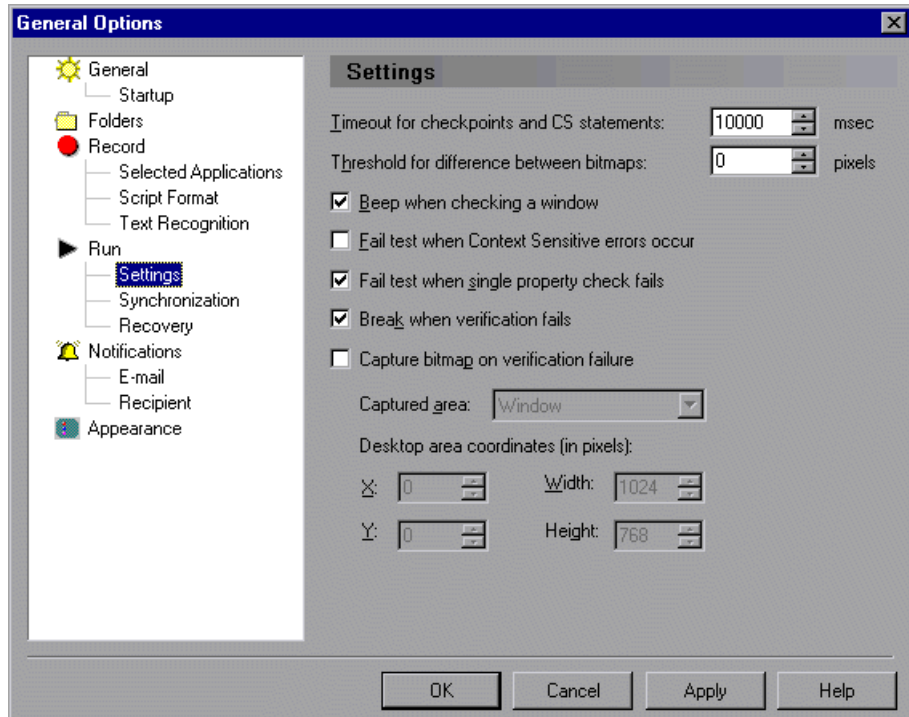 General Options
General
Startup
Folders
Record
Selected Applications
Script Format
Text Recognition
Run
Settings
Synchronization
Recovery
Notifications
E-mail
Recipient
Appearance
Settings
Timeout for checkpoints and CS statements: 10000 msec
Threshold for difference between bitmaps: 0 pixels
Beep when checking a window
Fail test when Context Sensitive errors occur
Fail test when single property check fails
Break when verification fails
Capture bitmap on verification failure
Captured area: Window
Desktop area coordinates (in pixels):
X: 0 Width: 1024
Y: 0 Height: 768
OK Cancel Apply Help